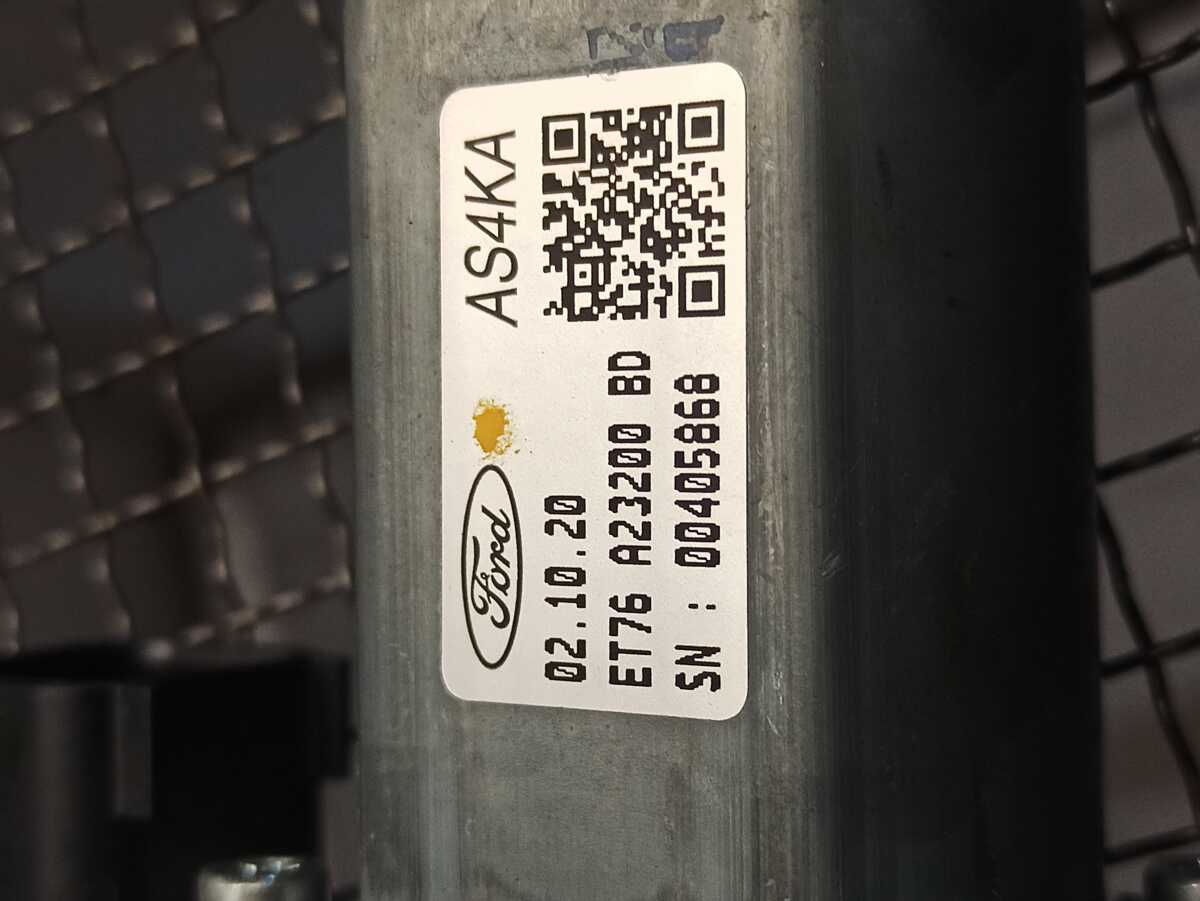 Ford
AS4KA
02.10.20
ET76 A23200 BD
SN : 00405868